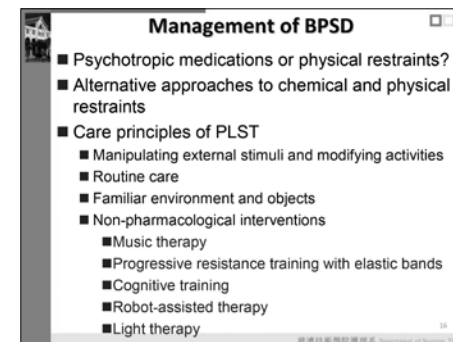 Management of BPSD
■ Psychotropic medications or physical restraints?
■ Alternative approaches to chemical and physical
restraints
■ Care principles of PLST
■ Manipulating external stimuli and modifying activities
■ Routine care
■ Familiar environment and objects
■ Non-pharmacological interventions
■Music therapy
■Progressive resistance training with elastic bands
■Cognitive training
■Robot-assisted therapy
■Light therapy
16